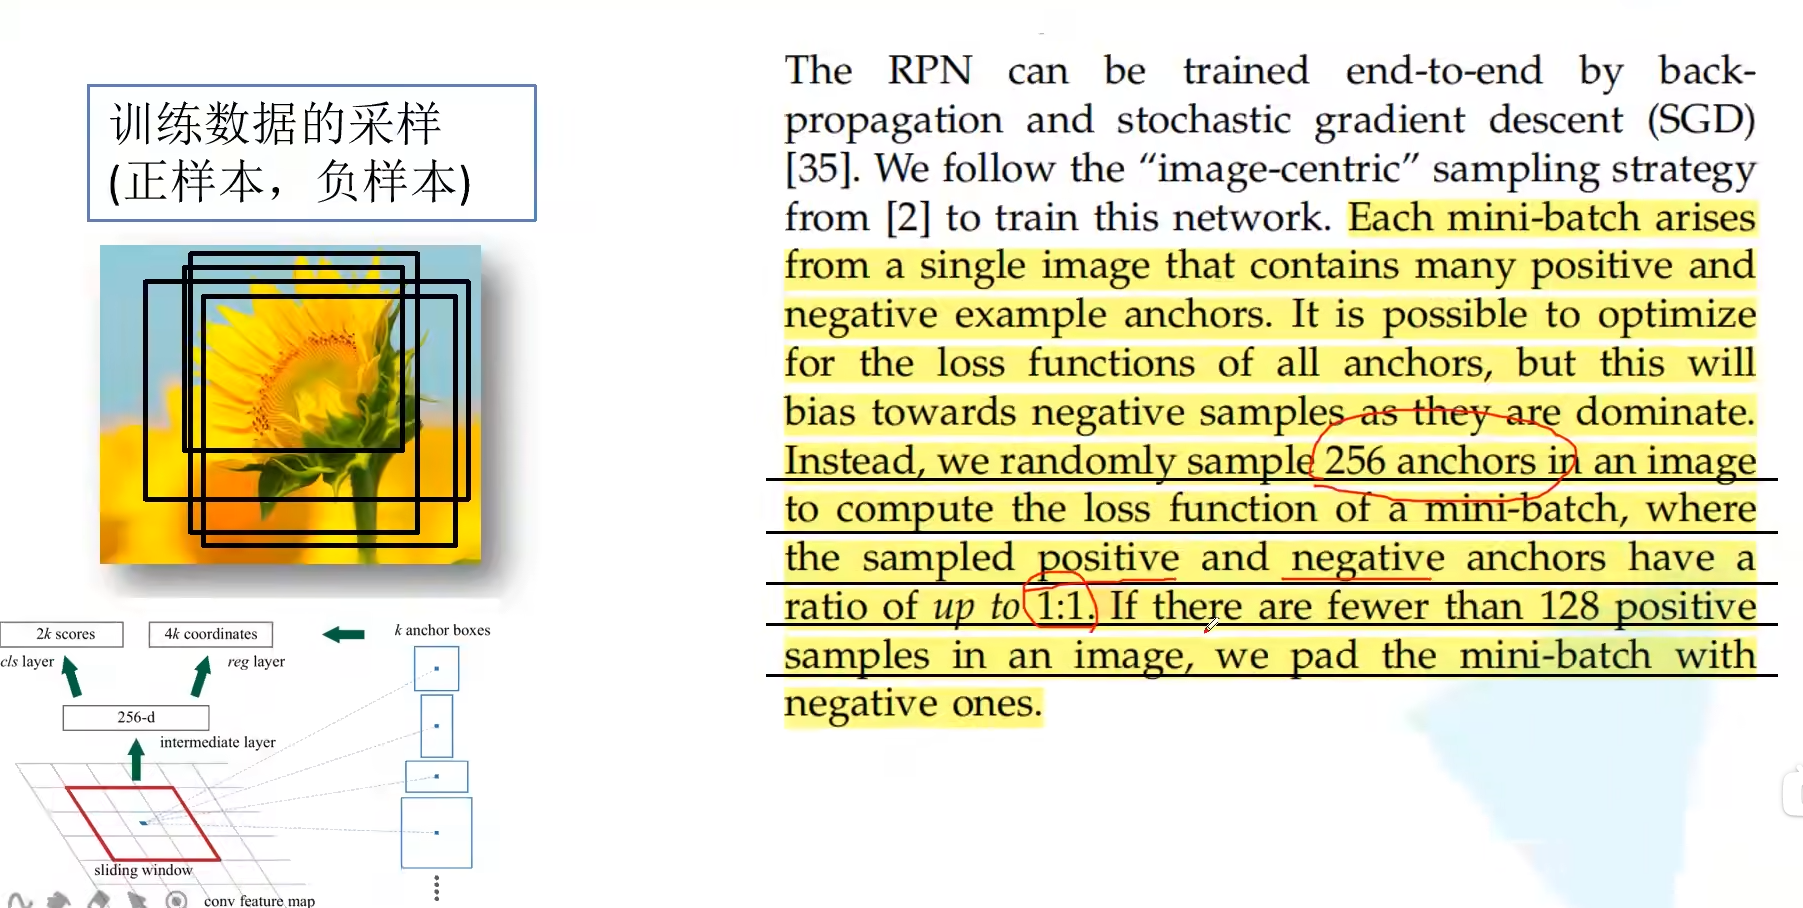 训练数据的采样
(正样本，负样本)
2k scores
4k coordinates
k anchor boxes
cls layer
reg layer
256-d
intermediate layer
sliding window
conv feature map
The RPN can be trained end-to-end by back-
propagation and stochastic gradient descent (SGD)
[35]. We follow the “image-centric” sampling strategy
from [2] to train this network. Each mini-batch arises
from a single image that contains many positive and
negative example anchors. It is possible to optimize
for the loss functions of all anchors, but this will
bias towards negative samples as they are dominate.
Instead, we randomly sample 256 anchors in an image
to compute the loss function of a mini-batch, where
the sampled positive and negative anchors have a
ratio of up to 1:1. If there are fewer than 128 positive
samples in an image, we pad the mini-batch with
negative ones.